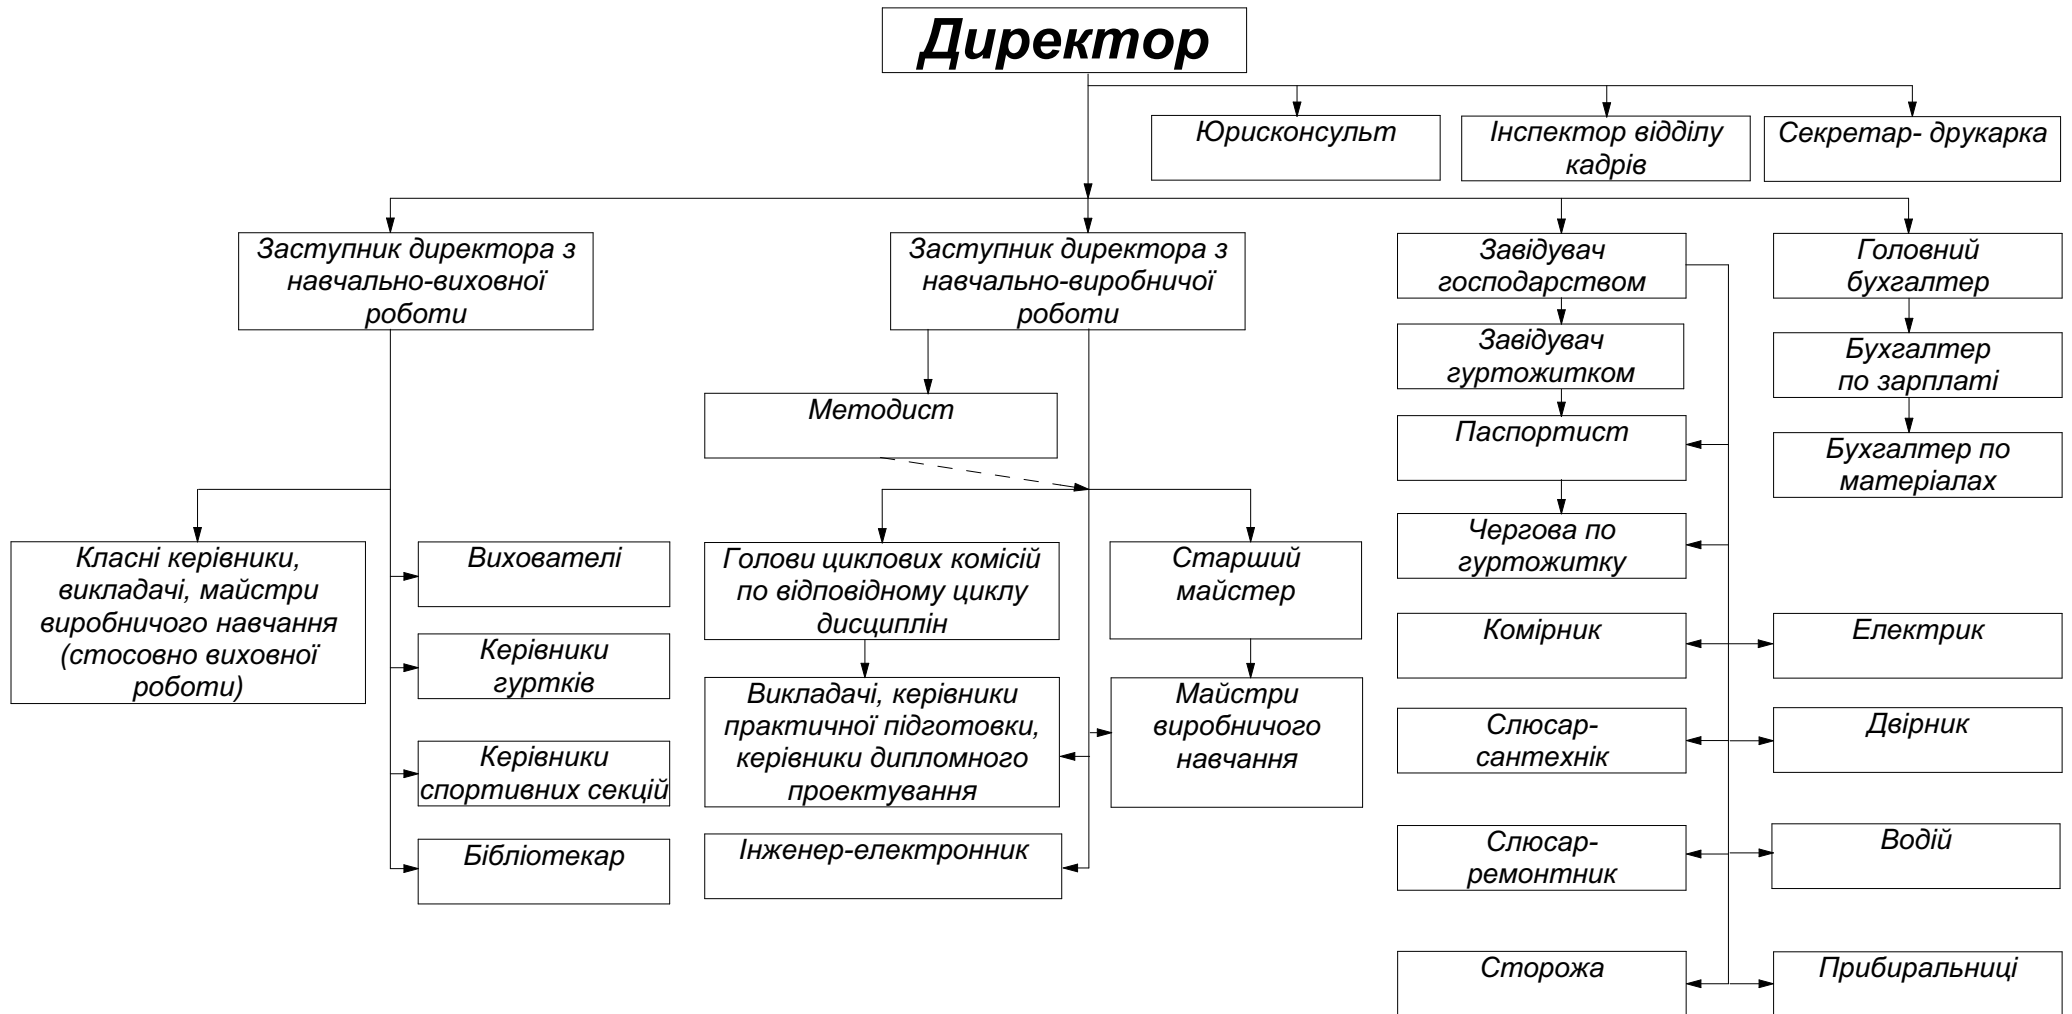 Директор
Юрисконсульт
Інспектор відділу
кадрів
Секретар- друкарка
Заступник директора з
навчально-виховної
роботи
Заступник директора з
навчально-виробничої
роботи
Завідувач
господарством
Головний
бухгалтер
Завідувач
гуртожитком
Бухгалтер
по зарплаті
Методист
Паспортист
Бухгалтер по
матеріалах
Класні керівники,
викладачі, майстри
виробничого навчання
(стосовно виховної
роботи)
Вихователі
Голови циклових комісій
по відповідному циклу
дисциплін
Старший
майстер
Чергова по
гуртожитку
Керівники
гуртків
Комірник
Електрик
Викладачі, керівники
практичної підготовки,
керівники дипломного
проектування
Майстри
виробничого
навчання
Слюсар-
сантехнік
Двірник
Керівники
спортивних секцій
Бібліотекар
Інженер-електронник
Слюсар-
ремонтник
Водій
Сторожа
Прибиральниці